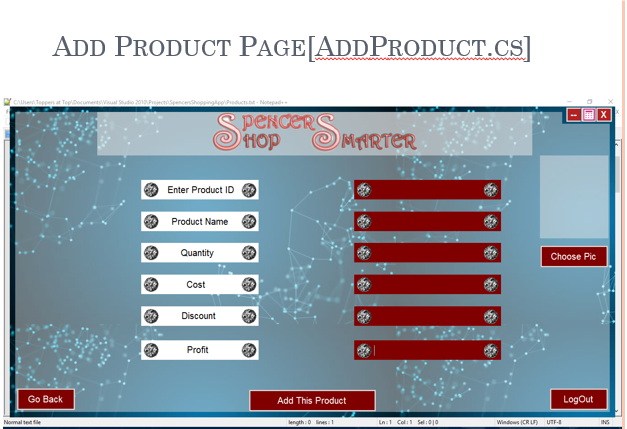 ADD PRODUCT PAGE[ADDPRODUCT.CS]
C:\Users\Toppers at Top\Documents\Visual Studio 2010\Projects\SpencersShoppingApp\Products.txt - Notepad++
SPENCER SHOP SMARTER
X
Enter Product ID
Product Name
Quantity
Choose Pic
Cost
Discount
Profit
Go Back
Add This Product
LogOut
Normal text file length : 0 lines : 1 Ln : 1 Col : 1 Sel : 0 | 0 Windows (CR LF) UTF-8 INS